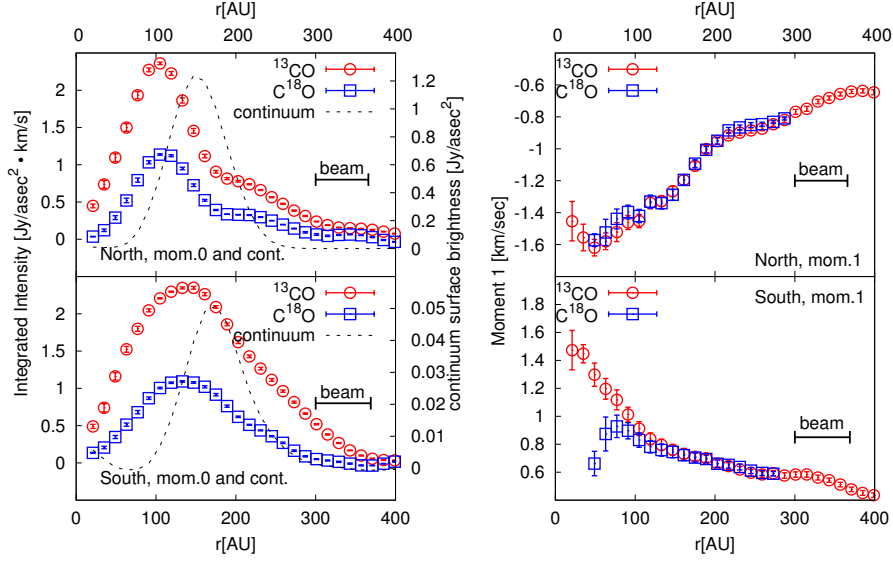 r[AU]
r[AU]
0 100 200 300 400
0 100 200 300 400
Integrated Intensity [Jy/asec² • km/s]
continuum surface brightness [Jy/asec²]
2
1.5
1
0.5
0
1.2
1
0.8
0.6
0.4
0.2
0
¹³CO
C¹⁸O
continuum
beam
North, mom.0 and cont.
2
1.5
1
0.5
0
0.05
0.04
0.03
0.02
0.01
0
¹³CO
C¹⁸O
continuum
beam
South, mom.0 and cont.
0 100 200 300 400
r[AU]
Moment 1 [km/sec]
-0.6
-0.8
-1
-1.2
-1.4
-1.6
¹³CO
C¹⁸O
beam
North, mom.1
1.8
1.6
1.4
1.2
1
0.8
0.6
¹³CO
C¹⁸O
South, mom.1
beam
0 100 200 300 400
r[AU]